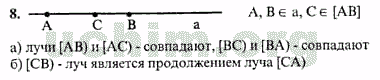 8.
A C B a
A, B ∈ a, C ∈ [AB]
а) лучи [AB) и [AC) - совпадают, [BC) и [BA) - совпадают
б) [CB) - луч является продолжением луча [CA)